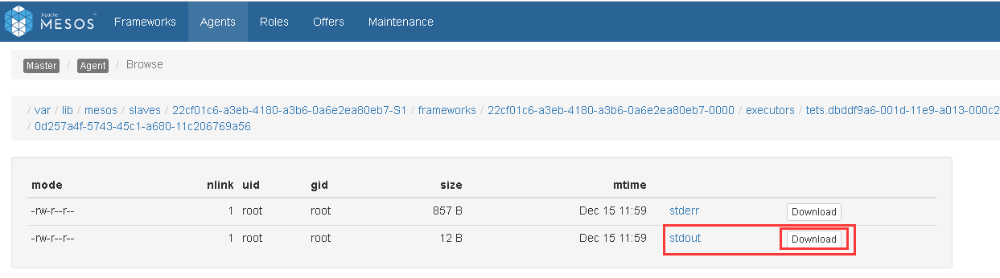 Apache
MESOS™ Frameworks Agents Roles Offers Maintenance
Master / Agent / Browse
/ var / lib / mesos / slaves / 22cf01c6-a3eb-4180-a3b6-0a6e2ea80eb7-S1 / frameworks / 22cf01c6-a3eb-4180-a3b6-0a6e2ea80eb7-0000 / executors / tets.dbddf9a6-001d-11e9-a013-000c2
/ 0d257a4f-5743-45c1-a680-11c206769a56
mode nlink uid gid size mtime
-rw-r--r-- 1 root root 857 B Dec 15 11:59 stderr Download
-rw-r--r-- 1 root root 12 B Dec 15 11:59 stdout Download